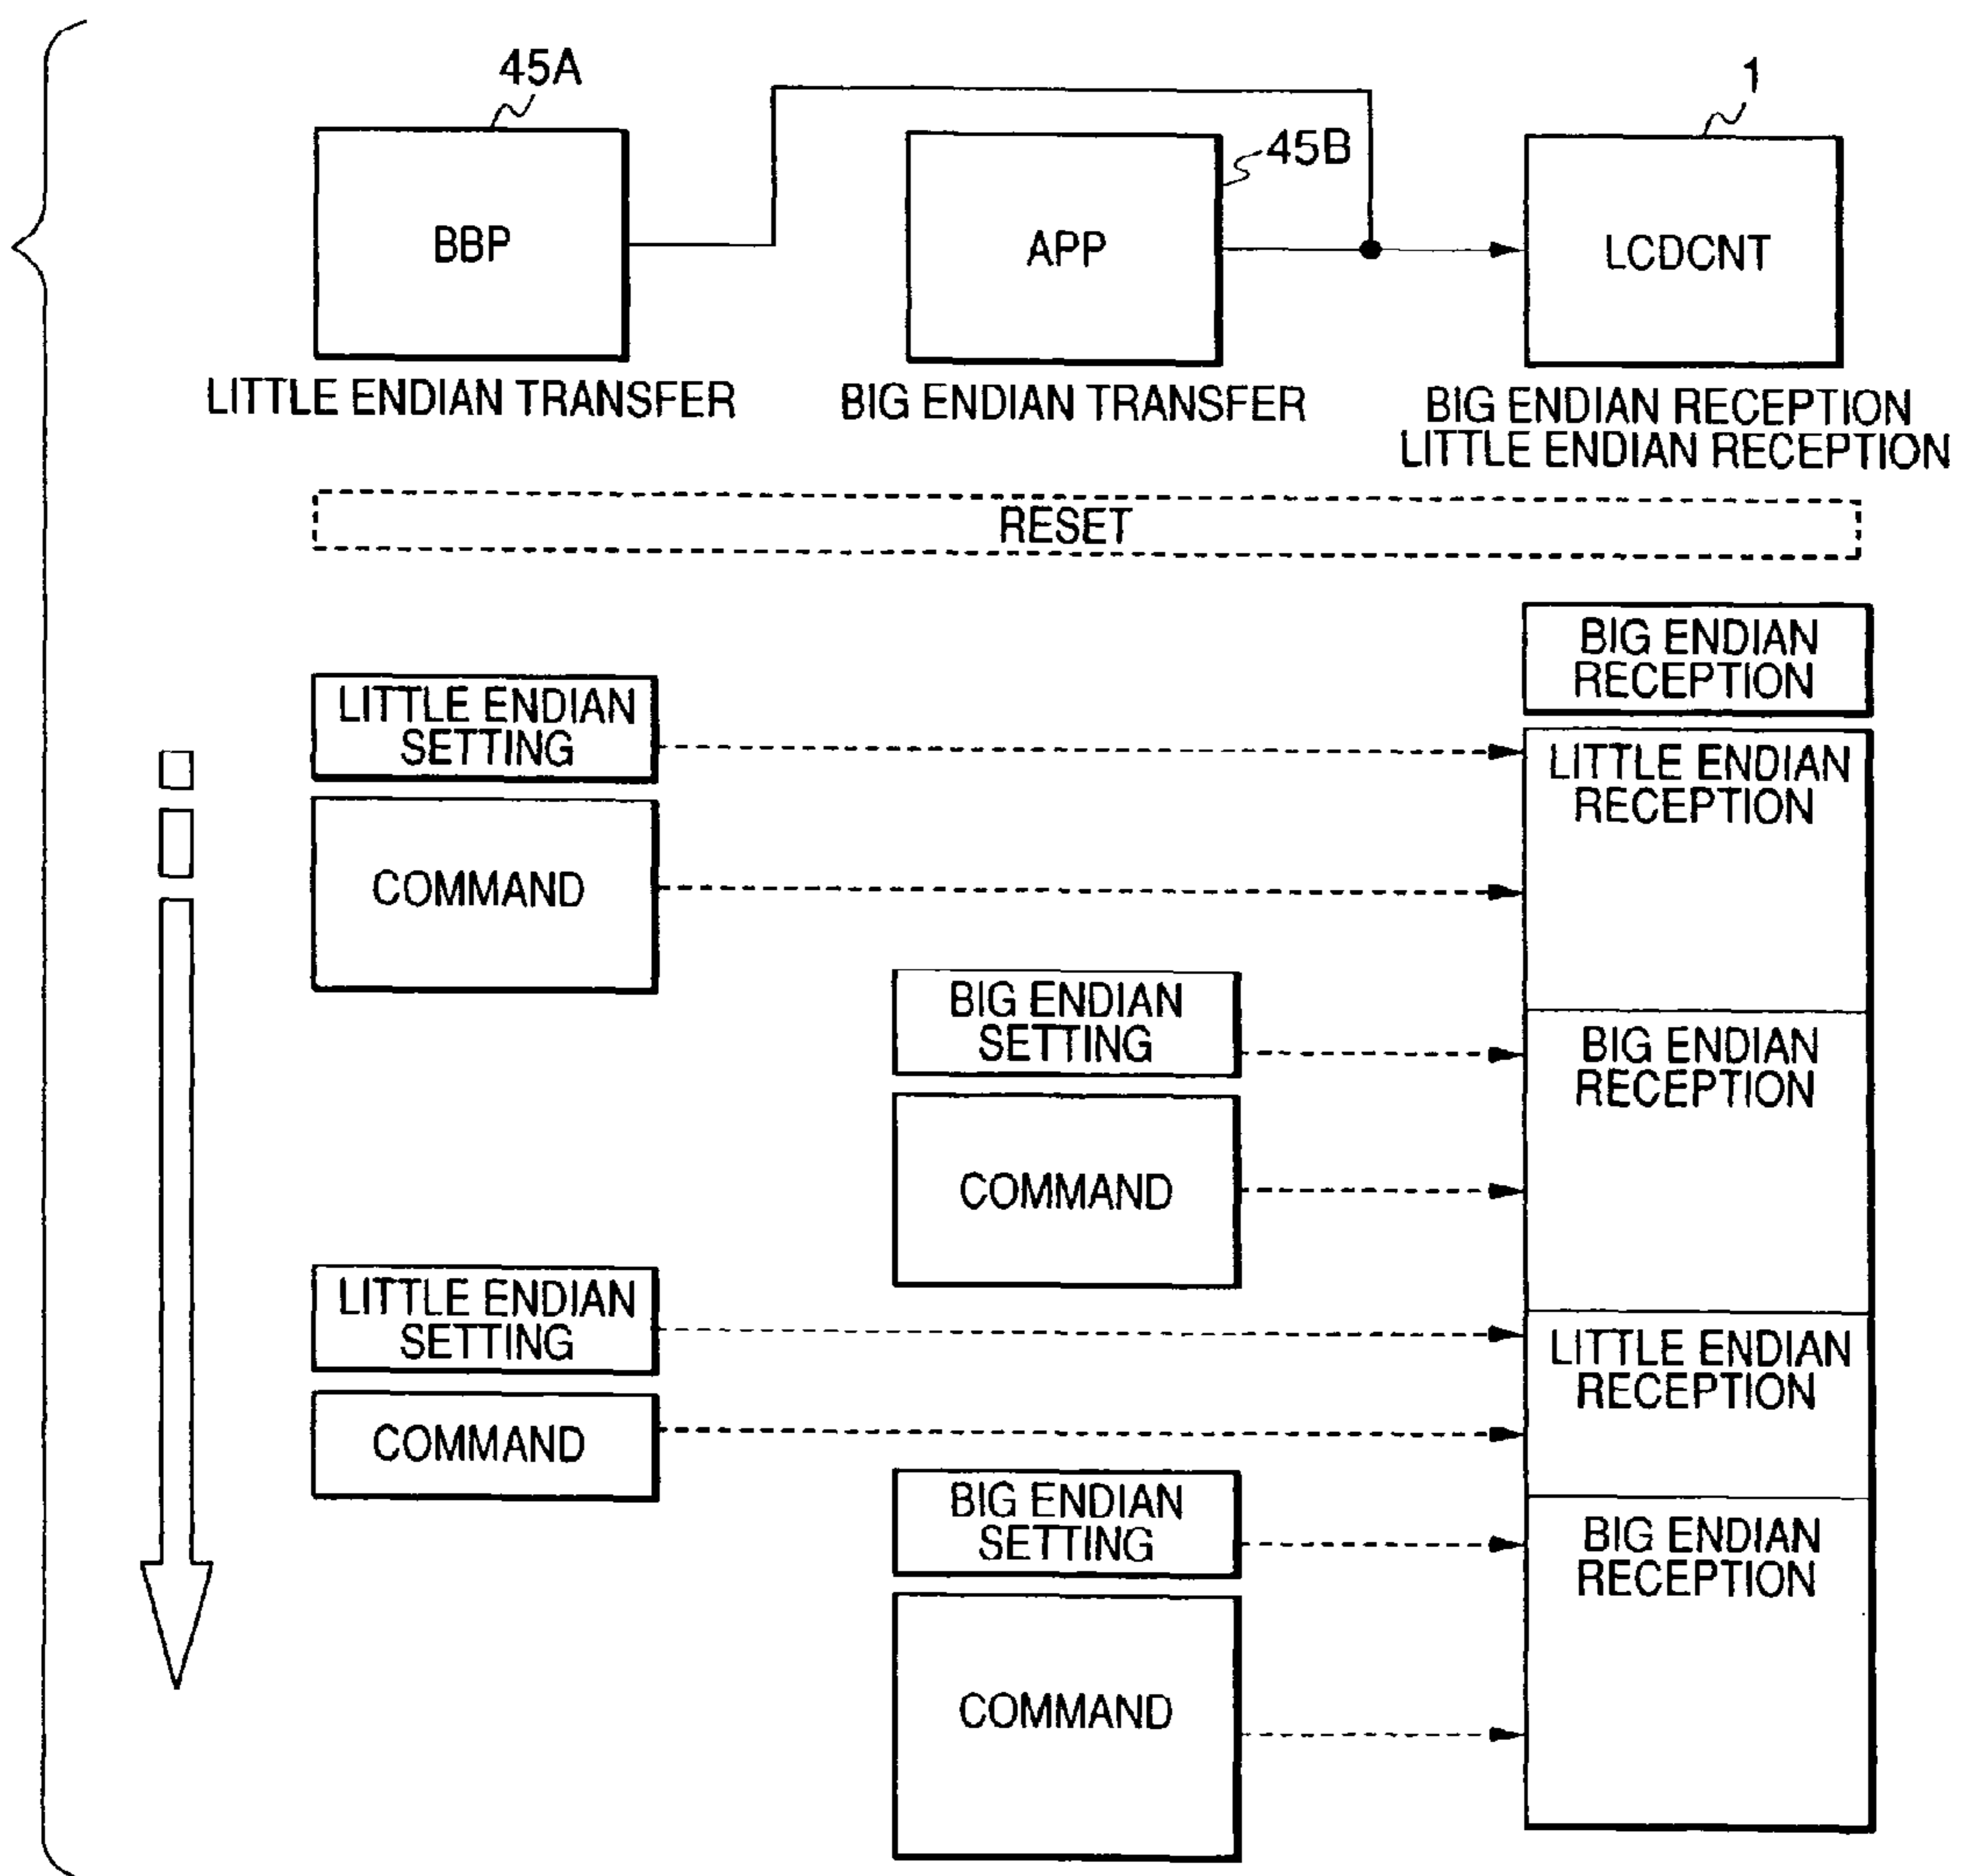 45A
1
45B
BBP
APP
LCDCNT
LITTLE ENDIAN TRANSFER
BIG ENDIAN TRANSFER
BIG ENDIAN RECEPTION
LITTLE ENDIAN RECEPTION
RESET
BIG ENDIAN
RECEPTION
LITTLE ENDIAN
SETTING
LITTLE ENDIAN
RECEPTION
COMMAND
BIG ENDIAN
SETTING
BIG ENDIAN
RECEPTION
COMMAND
LITTLE ENDIAN
SETTING
LITTLE ENDIAN
RECEPTION
COMMAND
BIG ENDIAN
SETTING
BIG ENDIAN
RECEPTION
COMMAND